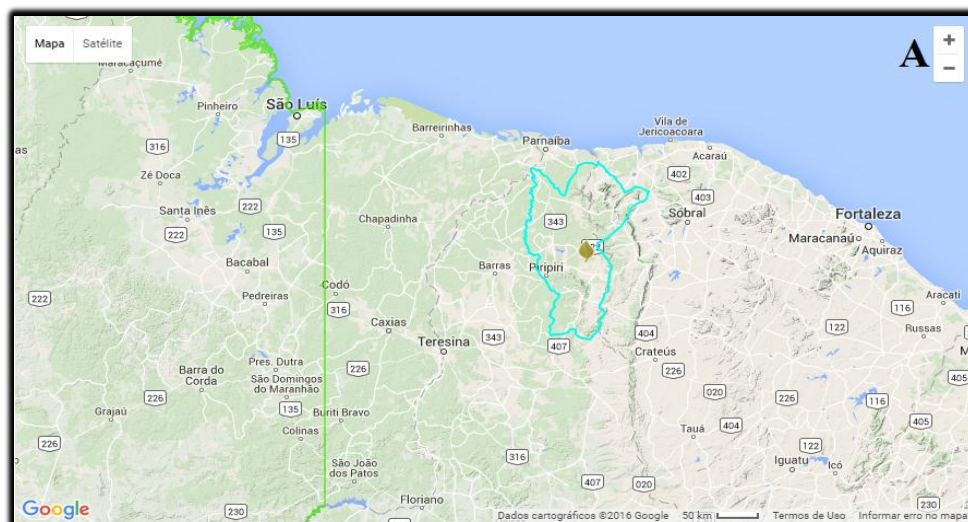 Mapa
Satélite
A
+
−
Maracaçumé
Pinheiro
São Luís
135
Barreirinhas
Parnaíba
Vila de
Jericoacoara
Acaraú
316
402
Zé Doca
403
222
Santa Inês
135
222
Chapadinha
343
Sobral
Fortaleza
Maracanaú
Aquiraz
Bacabal
Barras
Piripiri
222
Pedreiras
Codó
316
Aracati
116
Russas
Caxias
343
404
122
Teresina
407
Crateús
Pres. Dutra
226
226
405
Barra do
Corda
São Domingos
do Maranhão
020
226
116
226
135
Buriti Bravo
Grajaú
Colinas
Tauá
404
405
226
316
122
São João
dos Patos
Iguatu
Icó
407
020
230
Floriano
230
Google
Dados cartográficos ©2016 Google
50 km
Termos de Uso
Informar erro no mapa